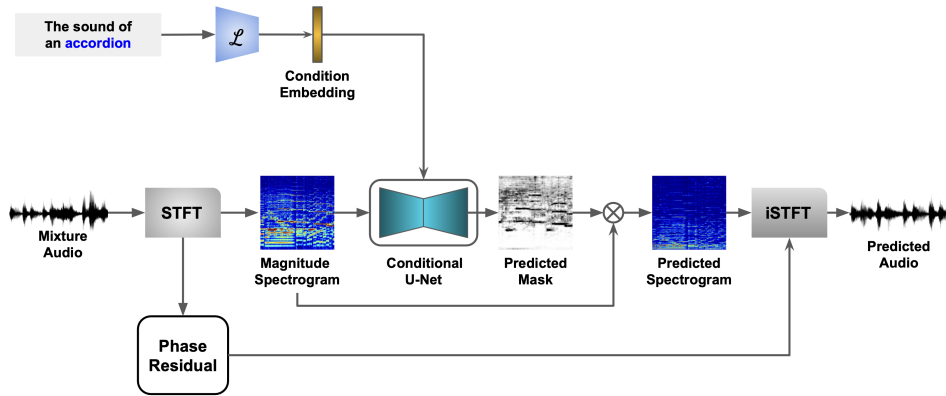 The sound of
an accordion
ℒ
Condition
Embedding
STFT
iSTFT
Mixture
Audio
Magnitude
Spectrogram
Conditional
U-Net
Predicted
Mask
Predicted
Spectrogram
Predicted
Audio
Phase
Residual